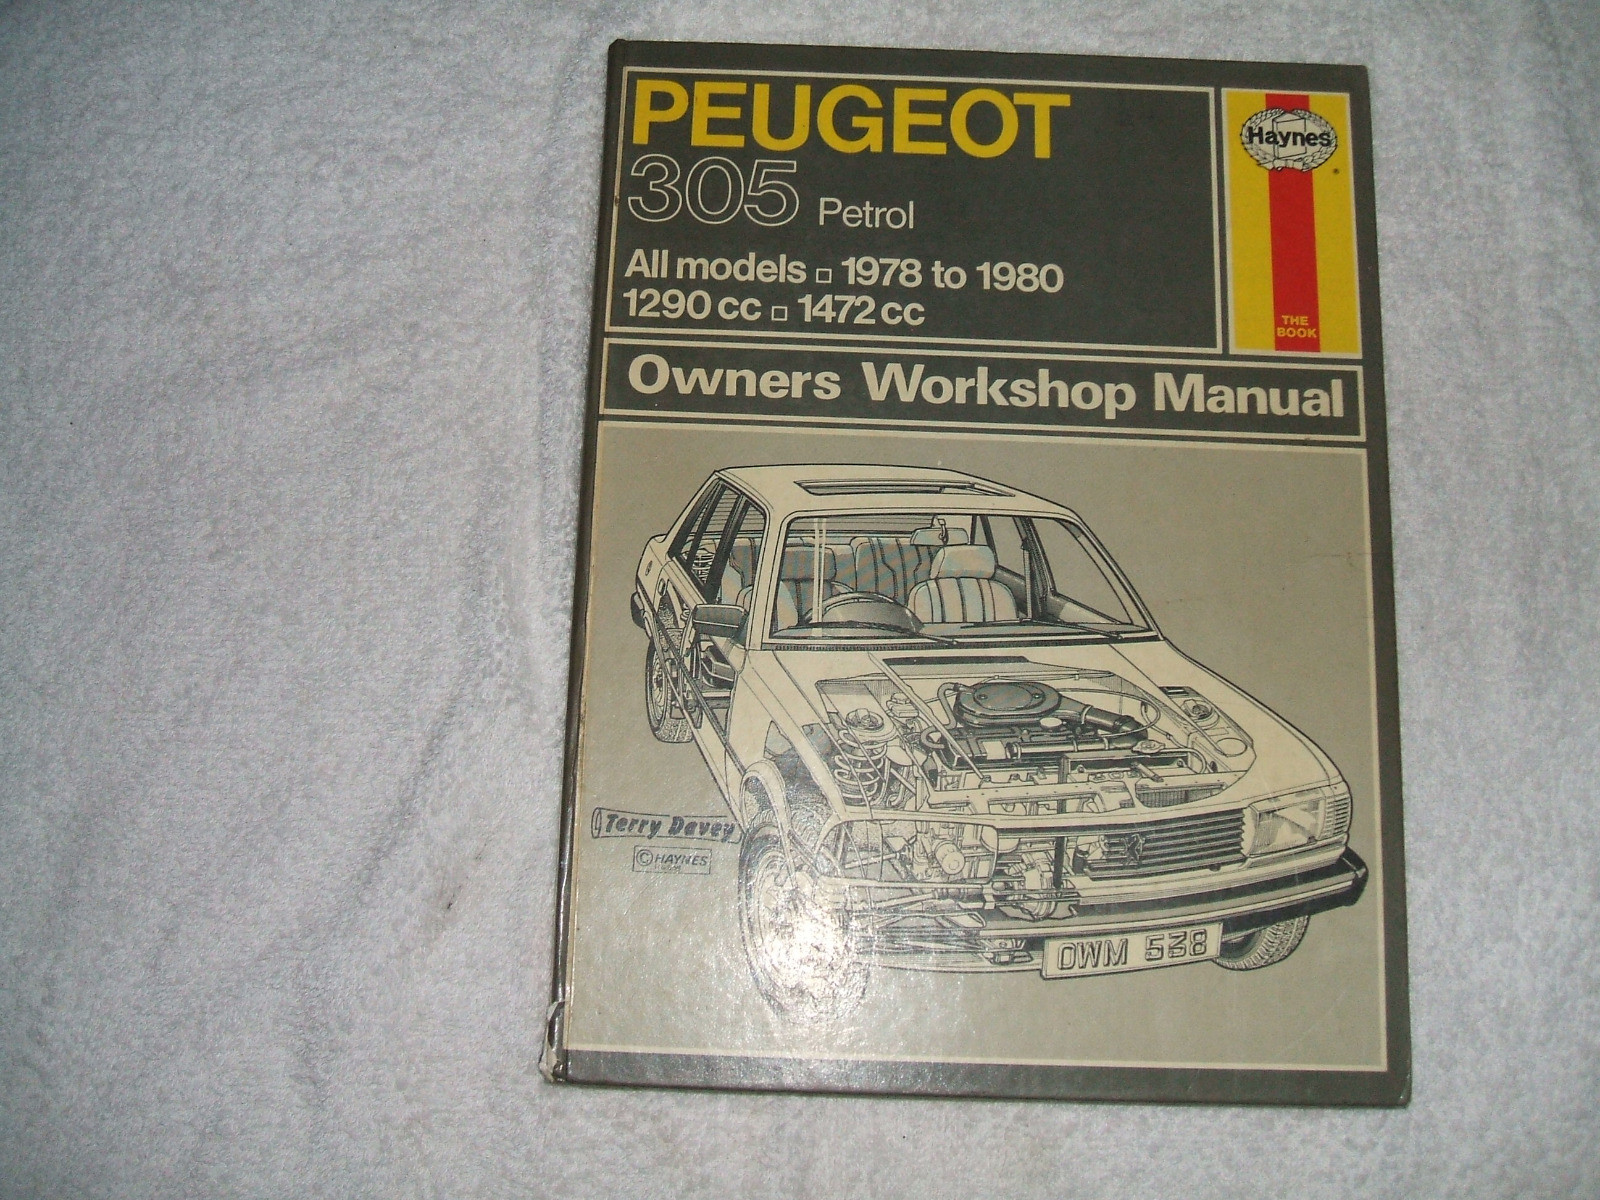 PEUGEOT
305 Petrol
All models 1978 to 1980
1290 cc 1472 cc
Haynes
®
THE
BOOK
Owners Workshop Manual
Terry Davey
© HAYNES
OWM 538